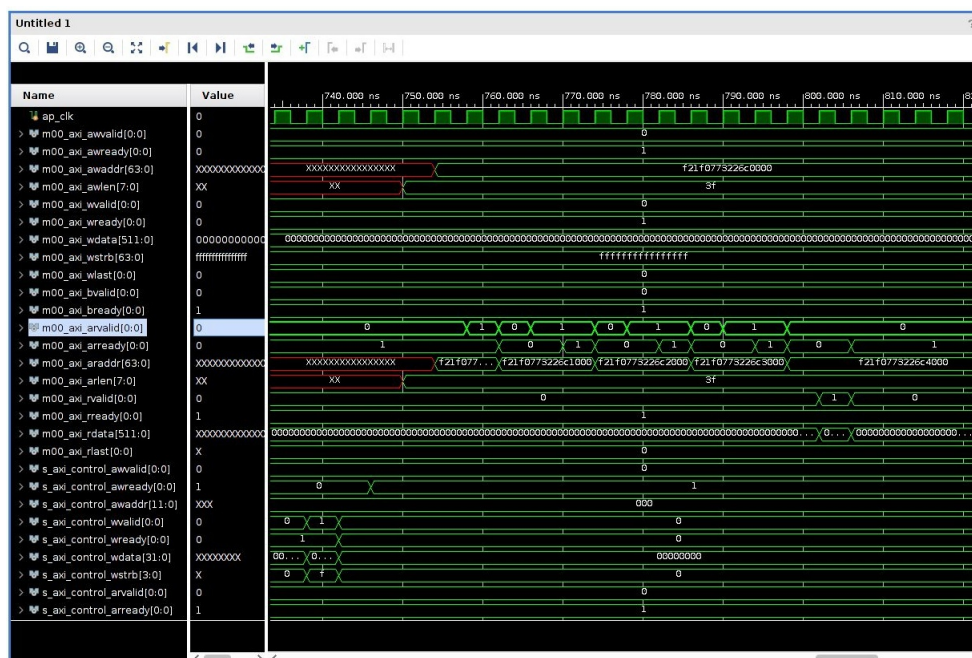 Untitled 1
Name Value
740.000 ns 750.000 ns 760.000 ns 770.000 ns 780.000 ns 790.000 ns 800.000 ns 810.000 ns
ap_clk 0
m00_axi_awvalid[0:0] 0 0
m00_axi_awready[0:0] 0 1
m00_axi_awaddr[63:0] XXXXXXXXXXXXXXX f21f0773226c0000
m00_axi_awlen[7:0] XX XX 3f
m00_axi_wvalid[0:0] 0 0
m00_axi_wready[0:0] 0 1
m00_axi_wdata[511:0]
m00_axi_wstrb[63:0] ffffffffffffffff ffffffffffffffff
m00_axi_wlast[0:0] 0 0
m00_axi_bvalid[0:0] 0 0
m00_axi_bready[0:0] 1 1
m00_axi_arvalid[0:0] 0 0 1 0 1 0 1 0 1 0
m00_axi_arready[0:0] 0 1 0 1 0 1 0 1 0 1
m00_axi_araddr[63:0] XXXXXXXXXXXXXXX f21f077... f21f0773226c1000 f21f0773226c2000 f21f0773226c3000 f21f0773226c4000
m00_axi_arlen[7:0] XX XX 3f
m00_axi_rvalid[0:0] 0 0 1 0
m00_axi_rready[0:0] 1 1
m00_axi_rdata[511:0] 0...
m00_axi_rlast[0:0] X 0
s_axi_control_awvalid[0:0] 0 0
s_axi_control_awready[0:0] 1 0 1
s_axi_control_awaddr[11:0] XXX 000
s_axi_control_wvalid[0:0] 0 0 1 0
s_axi_control_wready[0:0] 0 1 0
s_axi_control_wdata[31:0] XXXXXXXX 00... 0... 00000000
s_axi_control_wstrb[3:0] X 0 f 0
s_axi_control_arvalid[0:0] 0 0
s_axi_control_arready[0:0] 1 1